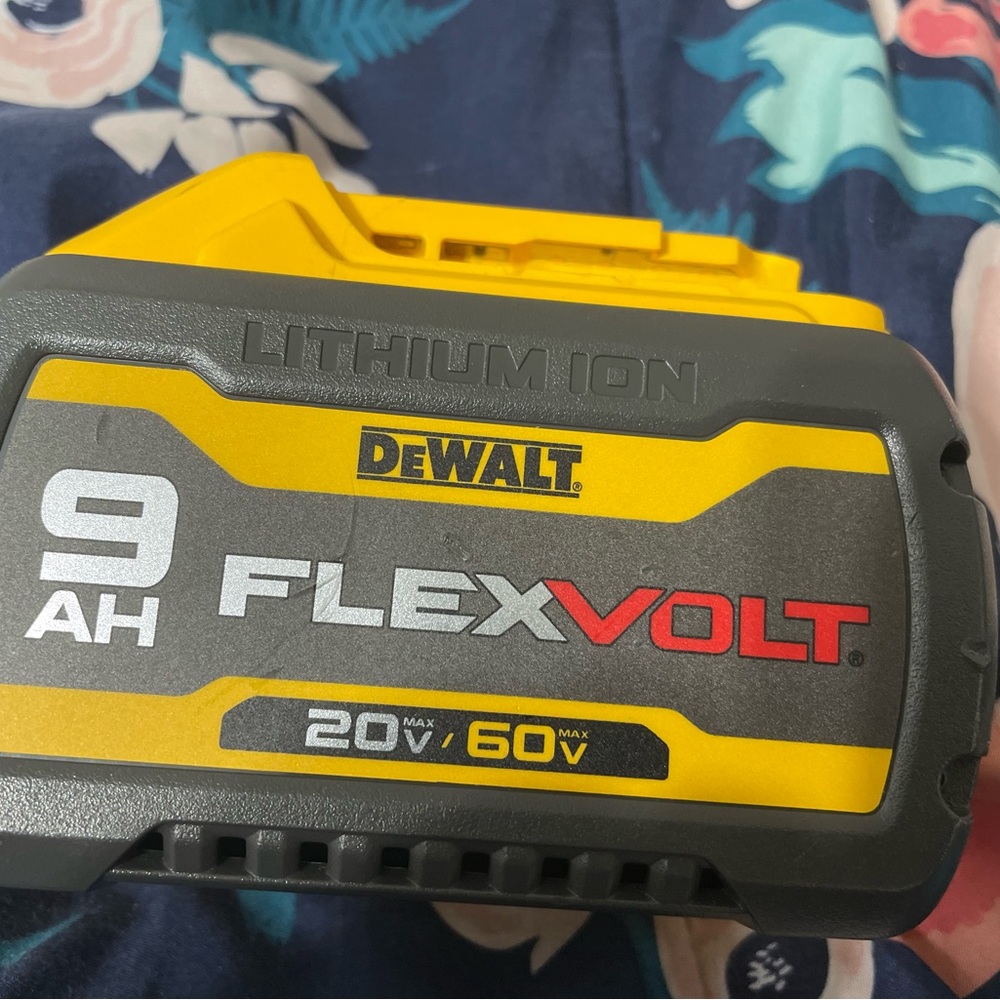 LITHIUM ION
DEWALT®
9
AH
FLEXVOLT®
20V MAX / 60V MAX